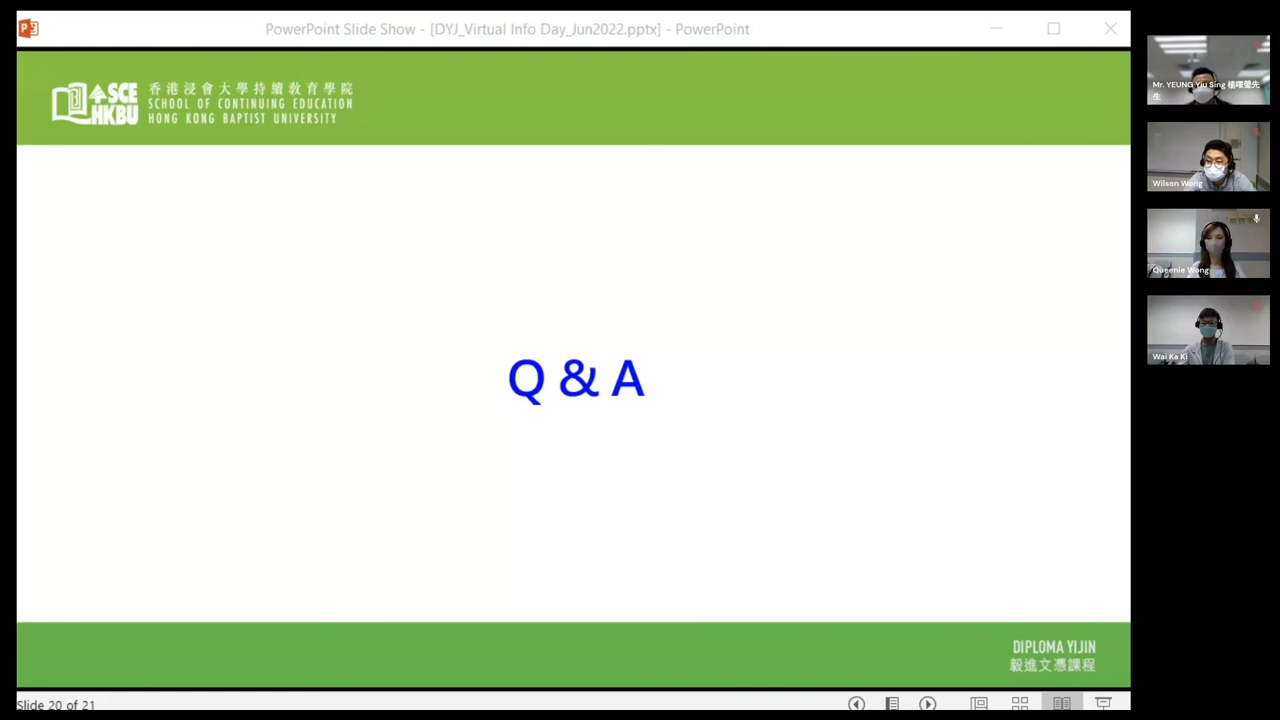 PowerPoint Slide Show - [DYJ_Virtual Info Day_Jun2022.pptx] - PowerPoint
SCE
HKBU
香港浸會大學持續教育學院
SCHOOL OF CONTINUING EDUCATION
HONG KONG BAPTIST UNIVERSITY
Q & A
DIPLOMA YIJIN
毅進文憑課程
Slide 20 of 21
Mr. YEUNG Yiu Sing 楊曜聲先
生
Wilson Wong
Queenie Wong
Wai Ka Ki